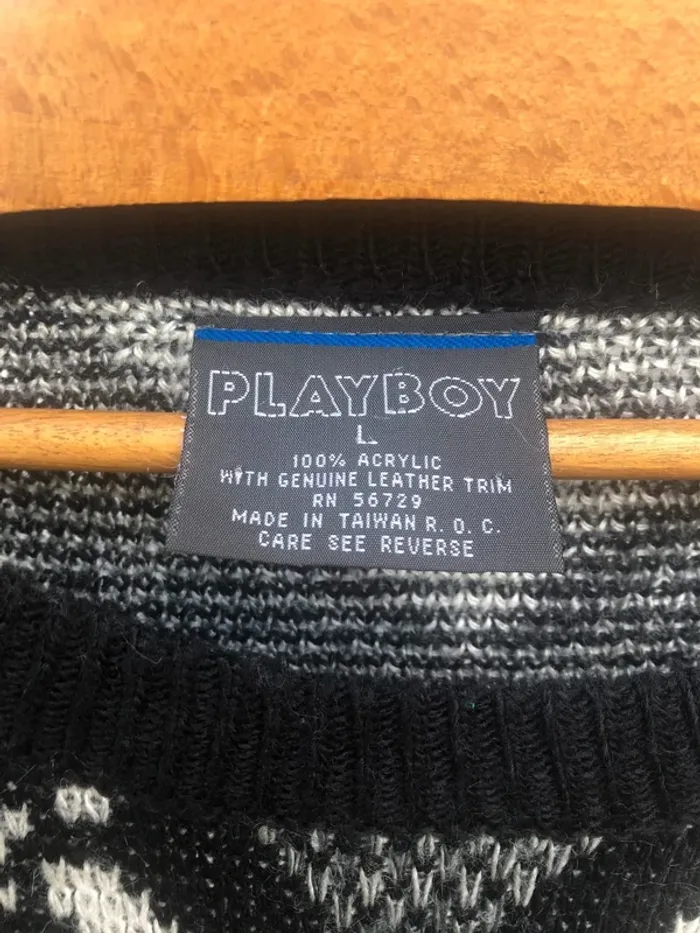 PLAYBOY
L
100% ACRYLIC
WITH GENUINE LEATHER TRIM
RN 56729
MADE IN TAIWAN R.O.C.
CARE SEE REVERSE